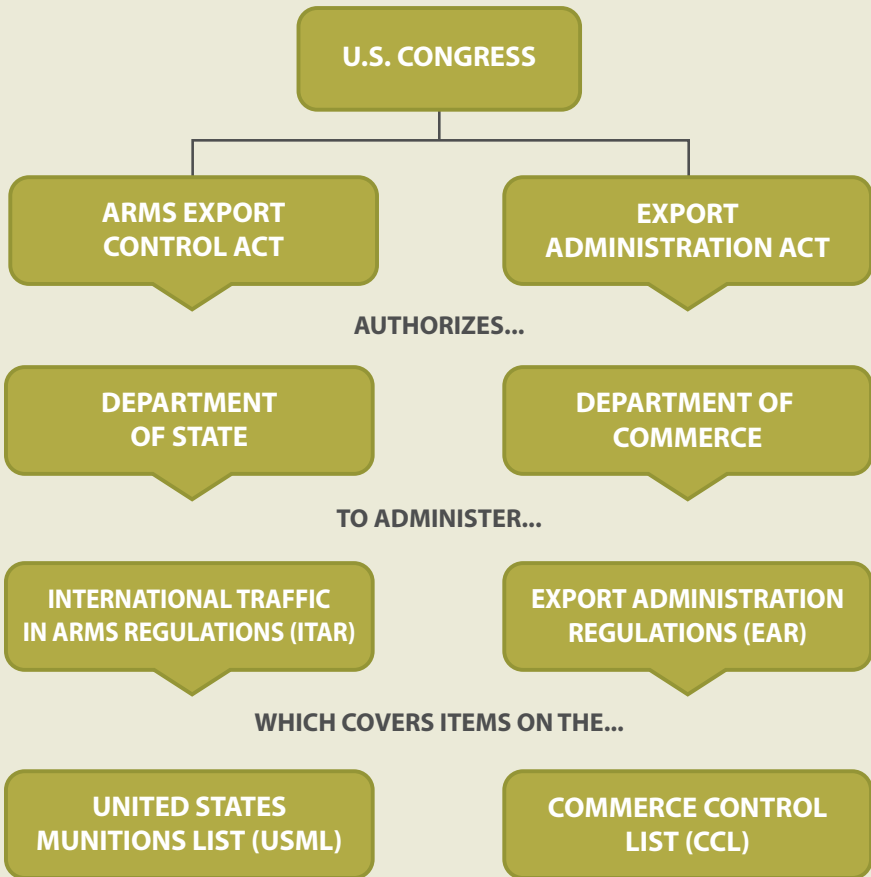 U.S. CONGRESS
ARMS EXPORT
CONTROL ACT
EXPORT
ADMINISTRATION ACT
AUTHORIZES...
DEPARTMENT
OF STATE
DEPARTMENT OF
COMMERCE
TO ADMINISTER...
INTERNATIONAL TRAFFIC
IN ARMS REGULATIONS (ITAR)
EXPORT ADMINISTRATION
REGULATIONS (EAR)
WHICH COVERS ITEMS ON THE...
UNITED STATES
MUNITIONS LIST (USML)
COMMERCE CONTROL
LIST (CCL)